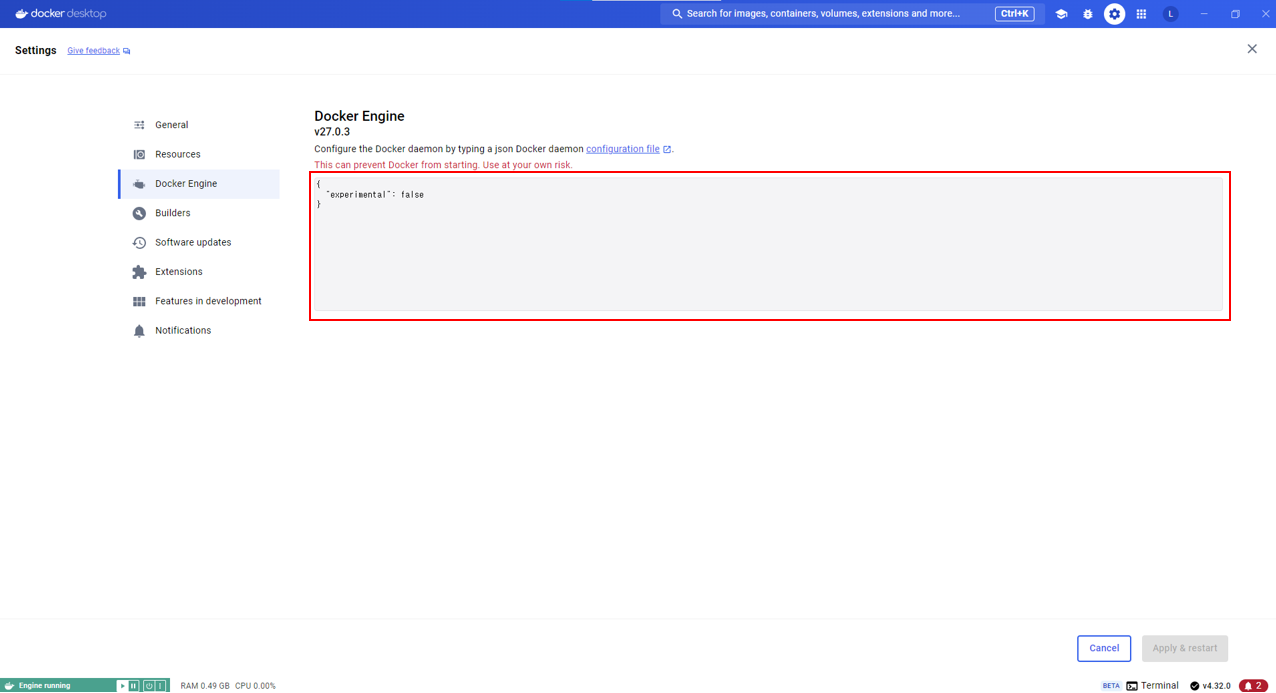 docker desktop
Search for images, containers, volumes, extensions and more...
Ctrl+K
L
Settings
Give feedback
General
Resources
Docker Engine
Builders
Software updates
Extensions
Features in development
Notifications
Docker Engine
v27.0.3
Configure the Docker daemon by typing a json Docker daemon configuration file.
This can prevent Docker from starting. Use at your own risk.
{
  "experimental": false
}
Cancel
Apply & restart
Engine running
RAM 0.49 GB CPU 0.00%
BETA
Terminal
v4.32.0
2